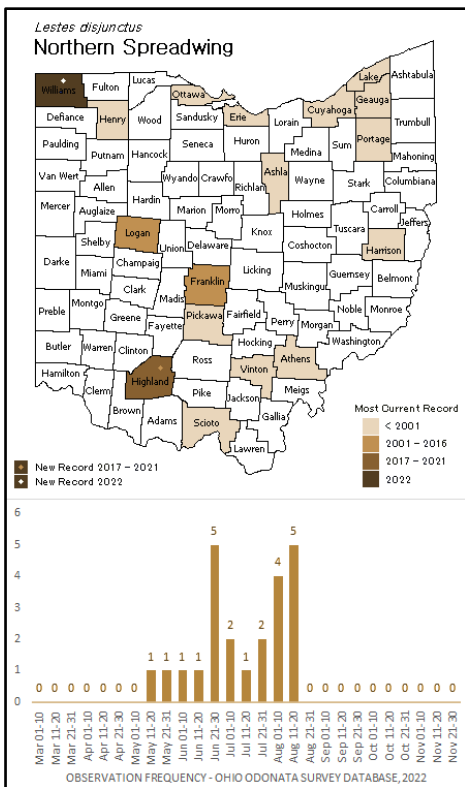 Lestes disjunctus
Northern Spreadwing
Williams Fulton Lucas Ottawa Lake Ashtabula
Geauga
Henry Erie Cuyahoga
Defiance Wood Sandusky Lorain Trumbull
Paulding Seneca Huron Medina Sum Portage
Putnam Hancock Mahoning
Van Wert Wyando Crawfo Richlan Ashla Wayne Stark Columbiana
Allen
Mercer Auglaize Hardin Marion Morro Holmes Carroll
Jeffers
Shelby Logan Union Delaware Knox Coshocton Tuscara Harrison
Darke Miami Champaig Licking Guernsey Belmont
Clark Madis Franklin Muskingu
Preble Montgo Greene Pickawa Fairfield Perry Morgan Noble Monroe
Fayette
Butler Warren Clinton Hocking Washington
Hamilton Ross Vinton Athens
Clerm Highland Pike Jackson Meigs
Brown Adams Scioto Gallia
Lawren
Most Current Record
< 2001
2001 – 2016
2017 – 2021
2022
New Record 2017 – 2021
New Record 2022
6
5
4
3
2
1
0
0 0 0 0 0 0 0 1 1 1 1 5 2 1 2 4 5 0 0 0 0 0 0 0 0 0 0
Mar 01-10
Mar 11-20
Mar 21-31
Apr 01-10
Apr 11-20
Apr 21-30
May 01-10
May 11-20
May 21-31
Jun 01-10
Jun 11-20
Jun 21-30
Jul 01-10
Jul 11-20
Jul 21-31
Aug 01-10
Aug 11-20
Aug 21-31
Sep 01-10
Sep 11-20
Sep 21-30
Oct 01-10
Oct 11-20
Oct 21-31
Nov 01-10
Nov 11-20
Nov 21-30
OBSERVATION FREQUENCY - OHIO ODONATA SURVEY DATABASE, 2022